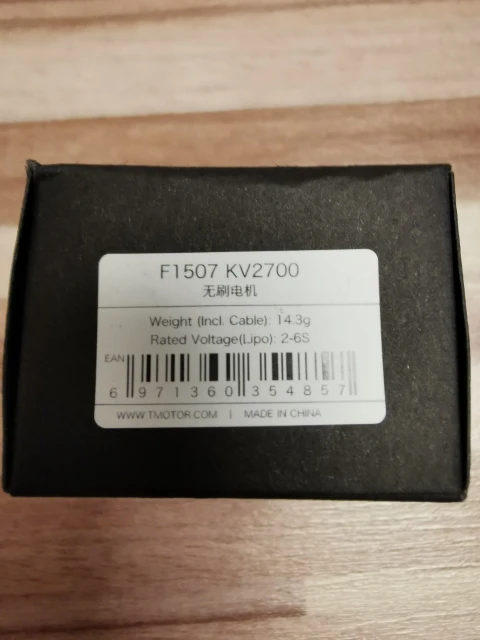 F1507 KV2700
无刷电机
Weight (Incl. Cable): 14.3g
Rated Voltage(Lipo): 2-6S
EAN
6 971360 354857
WWW.TMOTOR.COM | MADE IN CHINA